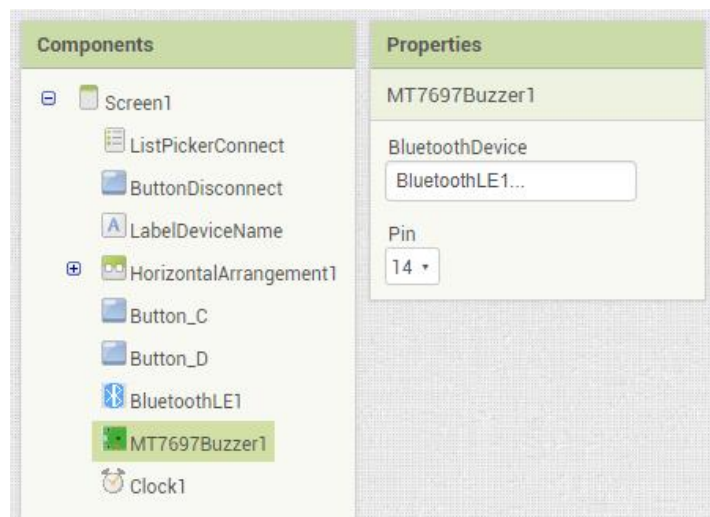 Components
Screen1
ListPickerConnect
ButtonDisconnect
A LabelDeviceName
HorizontalArrangement1
Button_C
Button_D
BluetoothLE1
MT7697Buzzer1
Clock1
Properties
MT7697Buzzer1
BluetoothDevice
BluetoothLE1...
Pin
14